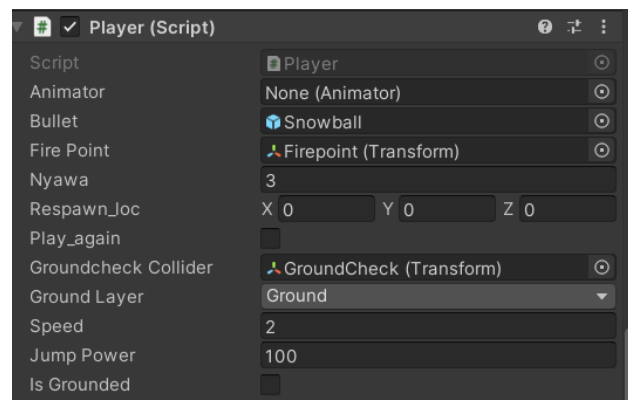 # Player (Script)
Script Player
Animator None (Animator)
Bullet Snowball
Fire Point Firepoint (Transform)
Nyawa 3
Respawn_loc X 0 Y 0 Z 0
Play_again
Groundcheck Collider GroundCheck (Transform)
Ground Layer Ground
Speed 2
Jump Power 100
Is Grounded